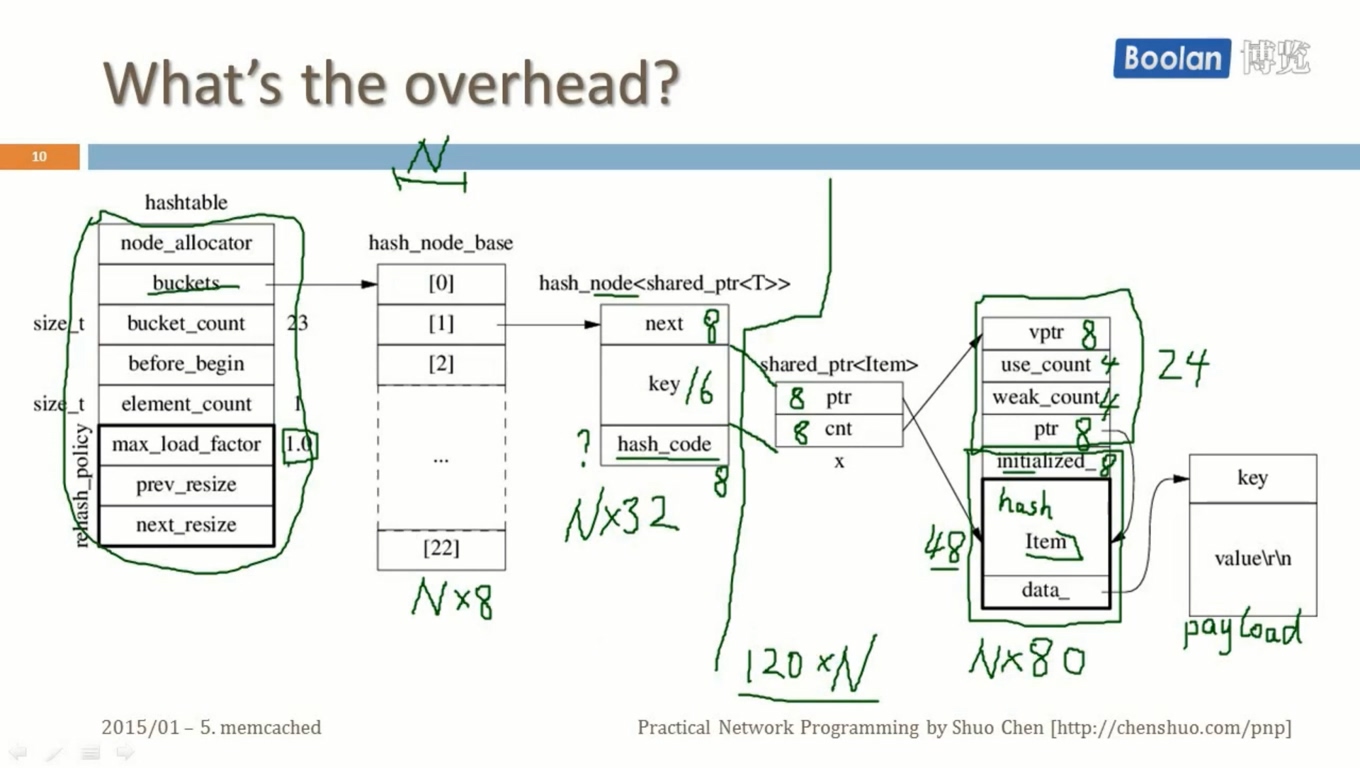 What's the overhead?
Boolan 博览
10
N
hashtable
node_allocator
buckets
size_t bucket_count 23
before_begin
size_t element_count 1
rehash_policy
max_load_factor 1.0
prev_resize
next_resize
hash_node_base
[0]
[1]
[2]
...
[22]
N×8
hash_node<shared_ptr<T>>
next 8
key 16
? hash_code
8
N×32
shared_ptr<Item>
8 ptr
8 cnt
x
120×N
vptr 8
use_count 4
weak_count 4
ptr 8
24
initialized_ 8
hash
Item
48
data_
N×80
key
value\r\n
payload
2015/01 – 5. memcached
Practical Network Programming by Shuo Chen [http://chenshuo.com/pnp]